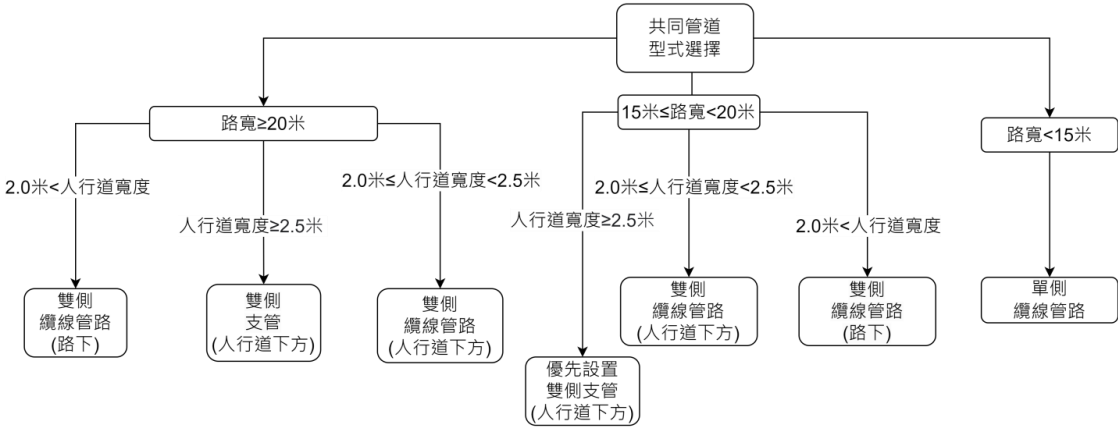 共同管道
型式選擇
路寬≥20米
15米≤路寬<20米
路寬<15米
2.0米<人行道寬度
人行道寬度≥2.5米
2.0米≤人行道寬度<2.5米
人行道寬度≥2.5米
2.0米≤人行道寬度<2.5米
2.0米<人行道寬度
雙側
纜線管路
(路下)
雙側
支管
(人行道下方)
雙側
纜線管路
(人行道下方)
優先設置
雙側支管
(人行道下方)
雙側
纜線管路
(人行道下方)
雙側
纜線管路
(路下)
單側
纜線管路